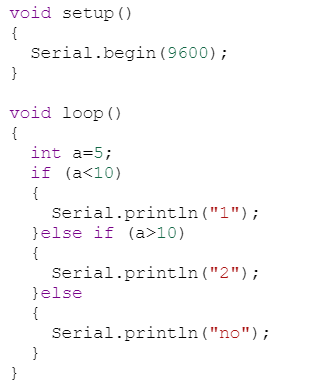 void setup()
{
  Serial.begin(9600);
}

void loop()
{
  int a=5;
  if (a<10)
  {
    Serial.println("1");
  }else if (a>10)
  {
    Serial.println("2");
  }else
  {
    Serial.println("no");
  }
}